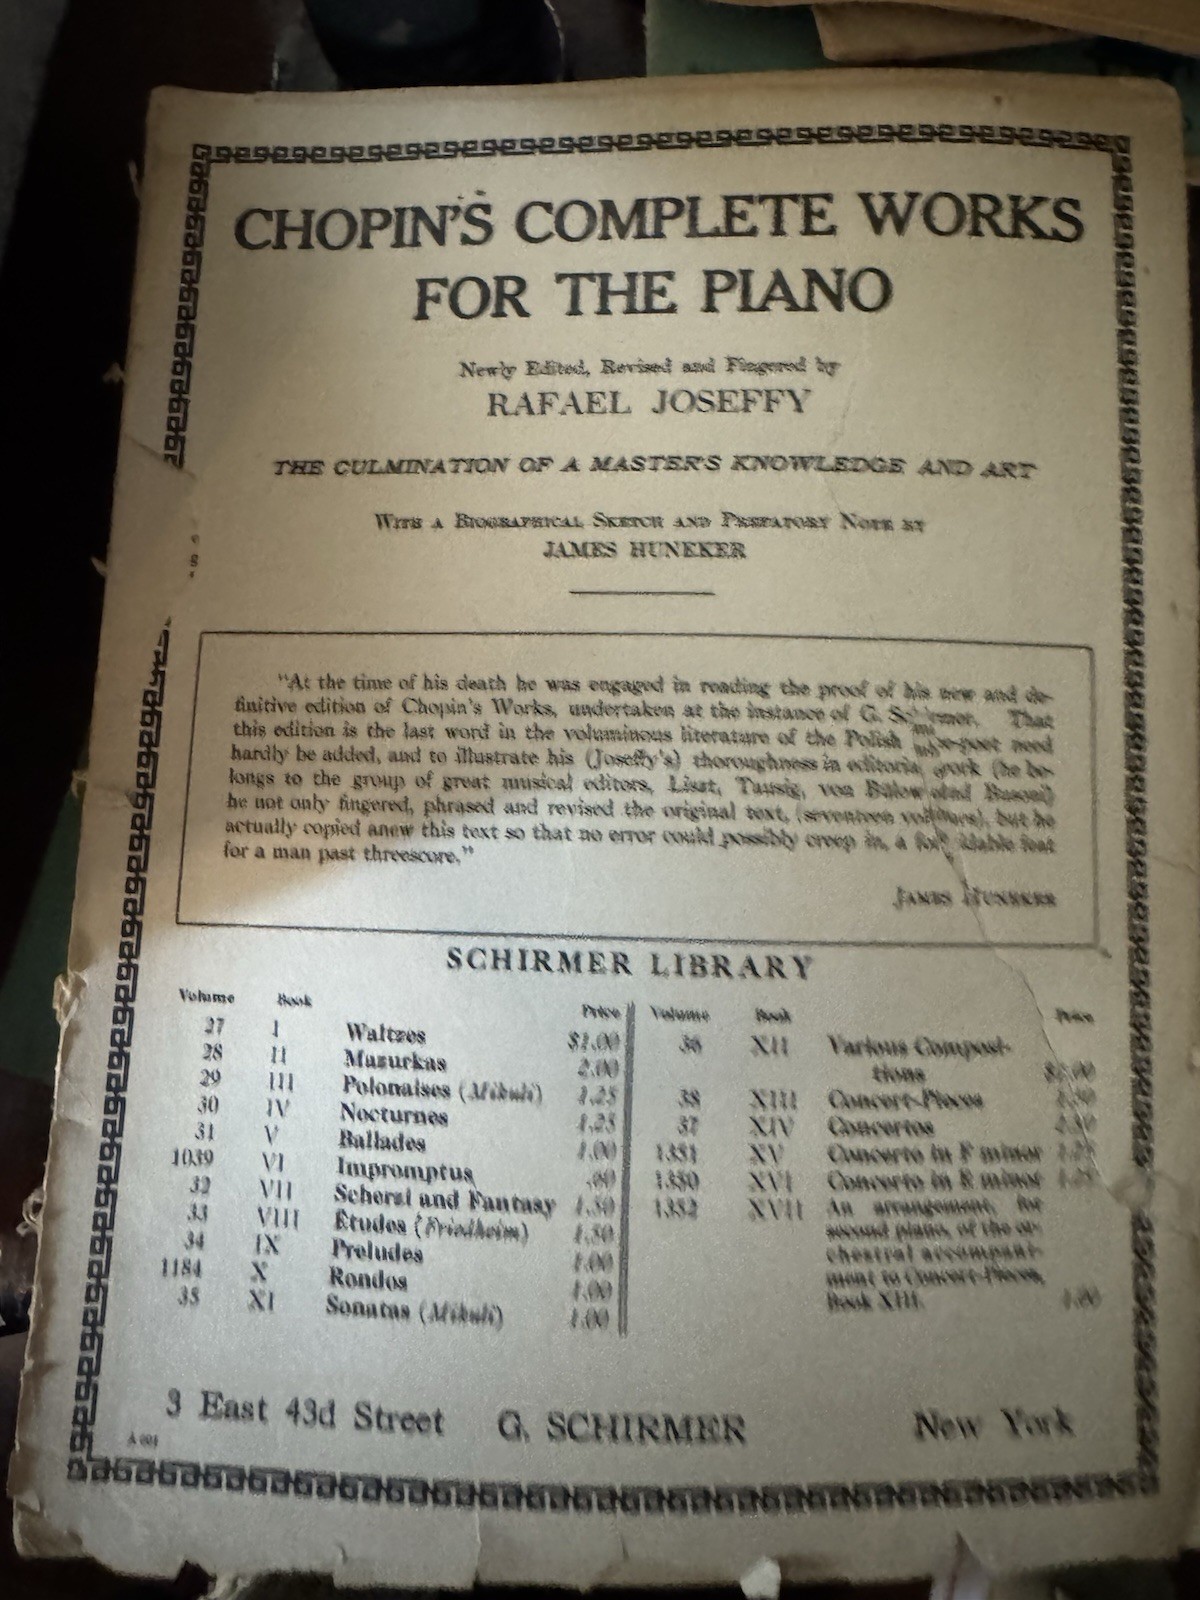 CHOPIN'S COMPLETE WORKS
FOR THE PIANO
Newly Edited, Revised and Fingered by
RAFAEL JOSEFFY
THE CULMINATION OF A MASTER'S KNOWLEDGE AND ART
WITH A BIOGRAPHICAL SKETCH AND PREFATORY NOTE BY
JAMES HUNEKER
"At the time of his death he was engaged in reading the proof of his new and de-
finitive edition of Chopin's Works, undertaken at the instance of G. Schirmer. That
this edition is the last word in the voluminous literature of the Polish need
hardly be added, and to illustrate his (Joseffy's) thoroughness in editorial work (he be-
longs to the group of great musical editors, Liszt, Tausig, von Bülow and Busoni)
he not only fingered, phrased and revised the original text, (seventeen volumes), but he
actually copied anew this text so that no error could possibly creep in, a formidable feat
for a man past threescore."
JAMES HUNEKER
SCHIRMER LIBRARY
Volume Book Price
27 I Waltzes $1.00
28 II Mazurkas 2.00
29 III Polonaises (Mikuli) 1.25
30 IV Nocturnes 1.25
31 V Ballades 1.00
1039 VI Impromptus
32 VII Scherzi and Fantasy 1.50
33 VIII Études (Friedheim) 1.50
34 IX Preludes 1.00
1184 X Rondos 1.00
35 XI Sonatas (Mikuli) 1.00
Volume Book Price
36 XII Various Composi-
tions
38 XIII Concert-Pieces
37 XIV Concertos
1351 XV Concerto in F minor 1.25
1350 XVI Concerto in E minor 1.25
1352 XVII An arrangement, for
second piano, of the or-
chestral accompani-
ment to Concert-Pieces,
Book XIII.
3 East 43d Street G. SCHIRMER New York